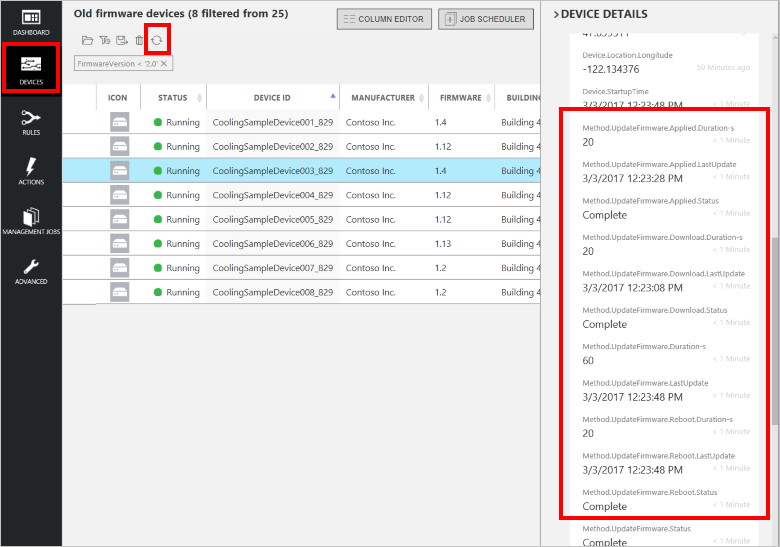 DASHBOARD
DEVICES
RULES
ACTIONS
MANAGEMENT JOBS
ADVANCED
Old firmware devices (8 filtered from 25)
COLUMN EDITOR
JOB SCHEDULER
FirmwareVersion < '2.0' ✕
ICON STATUS DEVICE ID MANUFACTURER FIRMWARE BUILDING
Running CoolingSampleDevice001_829 Contoso Inc. 1.4 Building 4
Running CoolingSampleDevice002_829 Contoso Inc. 1.12 Building 4
Running CoolingSampleDevice003_829 Contoso Inc. 1.4 Building 4
Running CoolingSampleDevice004_829 Contoso Inc. 1.12 Building 4
Running CoolingSampleDevice005_829 Contoso Inc. 1.12 Building 4
Running CoolingSampleDevice006_829 Contoso Inc. 1.13 Building 4
Running CoolingSampleDevice007_829 Contoso Inc. 1.2 Building 4
Running CoolingSampleDevice008_829 Contoso Inc. 1.2 Building 4
> DEVICE DETAILS
Device.Location.Longitude
-122.134376 50 Minutes ago
Device.StartupTime
3/3/2017 12:23:48 PM < 1 Minute
Method.UpdateFirmware.Applied.Duration-s
20 < 1 Minute
Method.UpdateFirmware.Applied.LastUpdate
3/3/2017 12:23:28 PM < 1 Minute
Method.UpdateFirmware.Applied.Status
Complete < 1 Minute
Method.UpdateFirmware.Download.Duration-s
20 < 1 Minute
Method.UpdateFirmware.Download.LastUpdate
3/3/2017 12:23:08 PM < 1 Minute
Method.UpdateFirmware.Download.Status
Complete < 1 Minute
Method.UpdateFirmware.Duration-s
60 < 1 Minute
Method.UpdateFirmware.LastUpdate
3/3/2017 12:23:48 PM < 1 Minute
Method.UpdateFirmware.Reboot.Duration-s
20 < 1 Minute
Method.UpdateFirmware.Reboot.LastUpdate
3/3/2017 12:23:48 PM < 1 Minute
Method.UpdateFirmware.Reboot.Status
Complete < 1 Minute
Method.UpdateFirmware.Status
Complete < 1 Minute